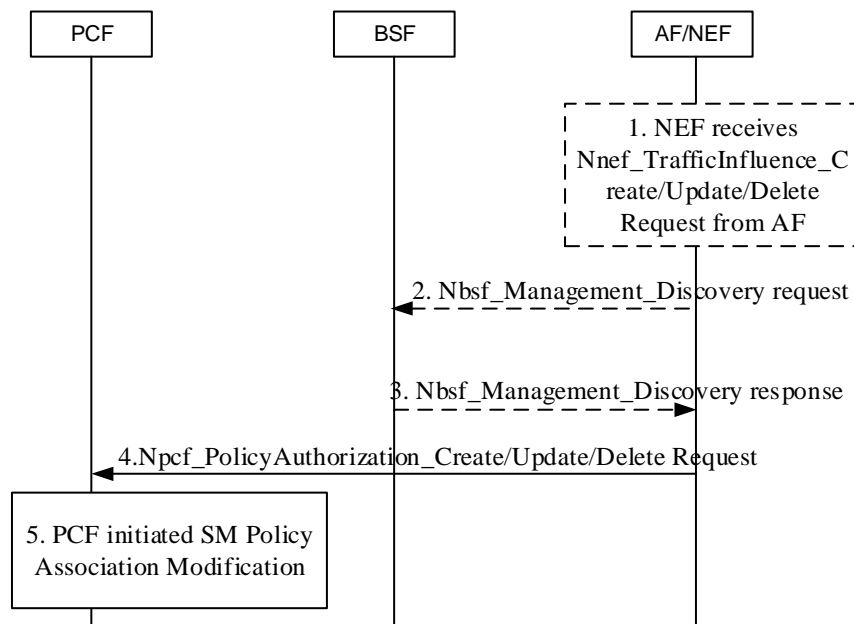 PCF
BSF
AF/NEF
1. NEF receives
Nnef_TrafficInfluence_C
reate/Update/Delete
Request from AF
2. Nbsf_Management_Discovery request
3. Nbsf_Management_Discovery response
4.Npcf_PolicyAuthorization_Create/Update/Delete Request
5. PCF initiated SM Policy
Association Modification